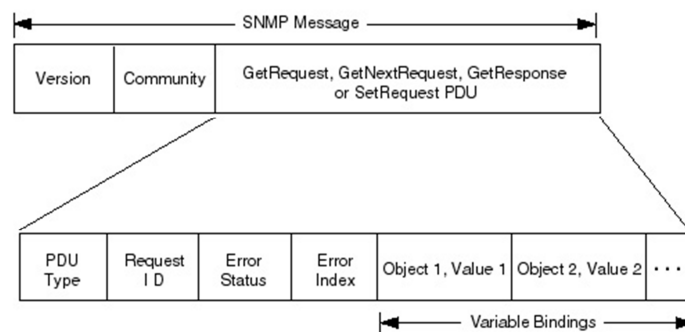 SNMP Message
Version
Community
GetRequest, GetNextRequest, GetResponse
or SetRequest PDU
PDU
Type
Request
I D
Error
Status
Error
Index
Object 1, Value 1
Object 2, Value 2
· · ·
Variable Bindings